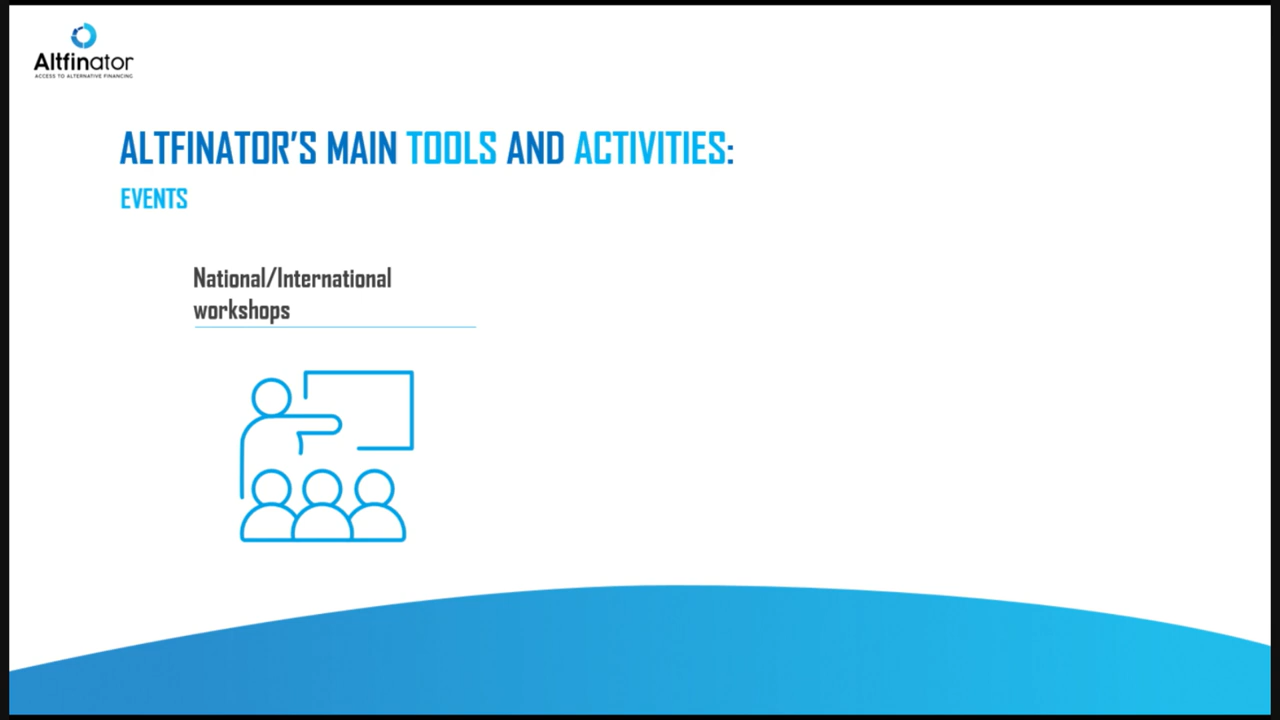 Altfinator
ACCESS TO ALTERNATIVE FINANCING
ALTFINATOR'S MAIN TOOLS AND ACTIVITIES:
EVENTS
National/International
workshops